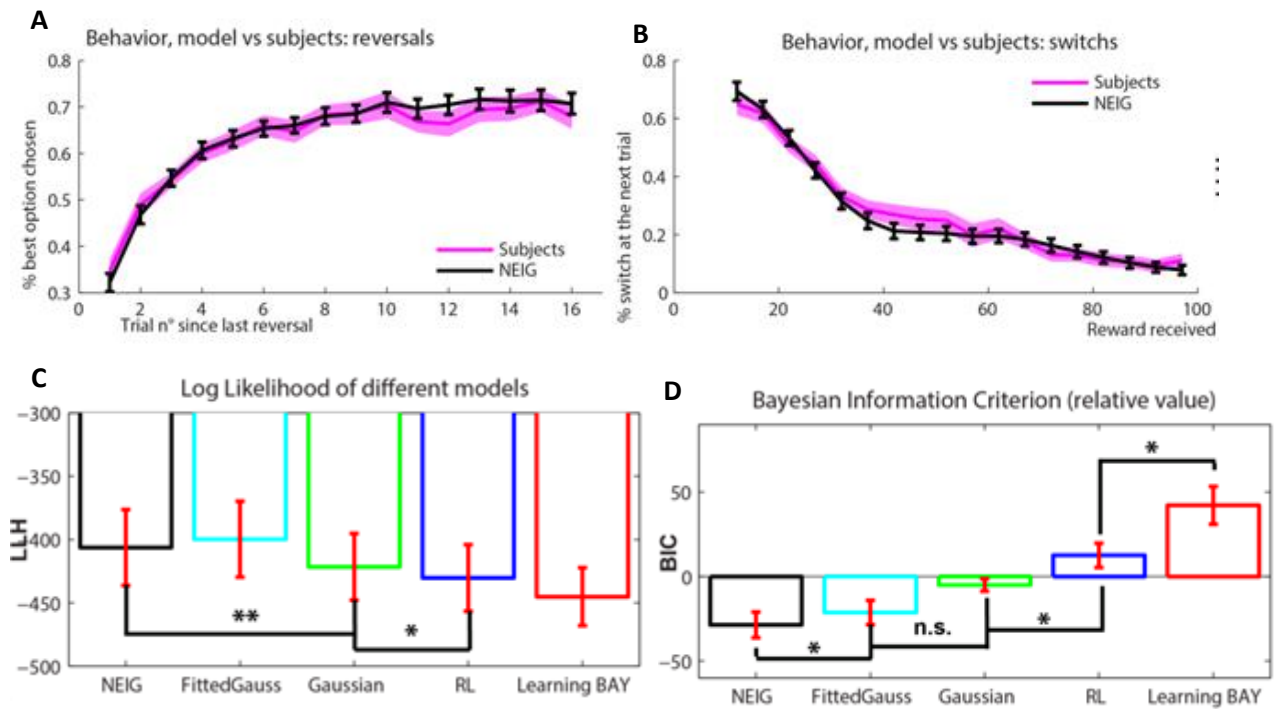 A
Behavior, model vs subjects: reversals
0.8
0.7
0.6
0.5
0.4
0.3
% best option chosen
Subjects
NEIG
0 2 4 6 8 10 12 14 16
Trial n° since last reversal
B
Behavior, model vs subjects: switchs
0.8
0.6
0.4
0.2
0
% switch at the next trial
Subjects
NEIG
0 20 40 60 80 100
Reward received
C
Log Likelihood of different models
−300
−350
−400
−450
−500
LLH
**
*
NEIG FittedGauss Gaussian RL Learning BAY
D
Bayesian Information Criterion (relative value)
50
0
−50
BIC
*
n.s.
*
*
NEIG FittedGauss Gaussian RL Learning BAY